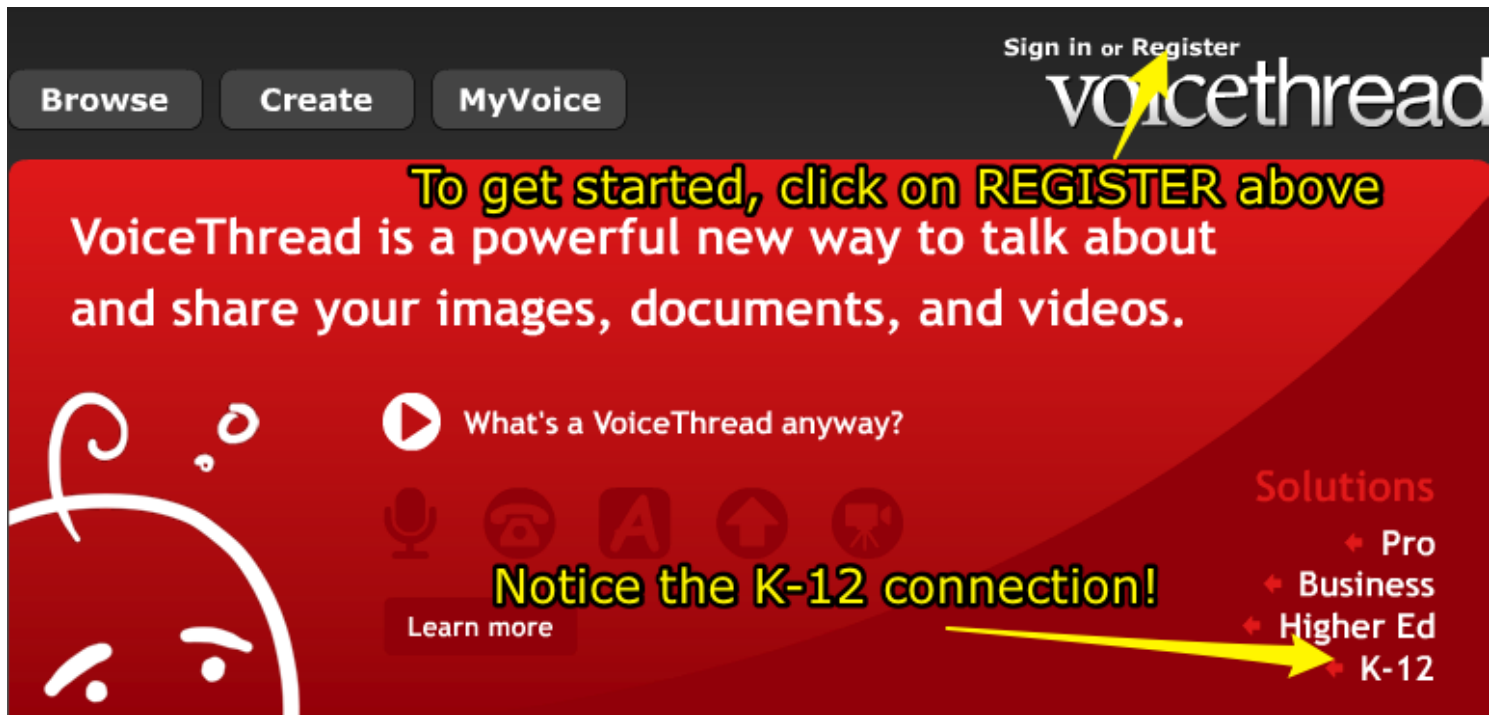 Sign in or Register
voicethread
Browse
Create
MyVoice
To get started, click on REGISTER above
VoiceThread is a powerful new way to talk about
and share your images, documents, and videos.
What's a VoiceThread anyway?
A
Notice the K-12 connection!
Learn more
Solutions
Pro
Business
Higher Ed
K-12